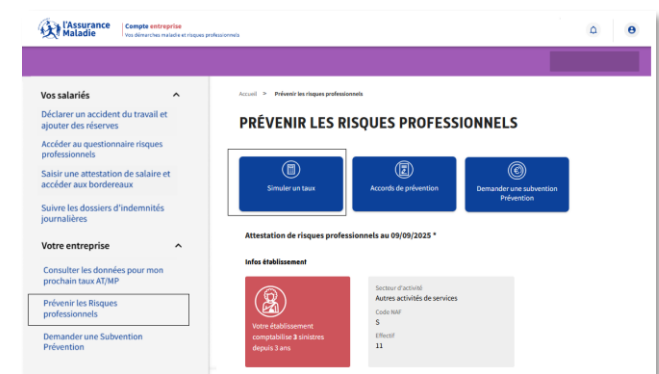 l'Assurance
Maladie
Compte entreprise
Vos démarches maladie et risques professionnels
Vos salariés
Déclarer un accident du travail et
ajouter des réserves
Accéder au questionnaire risques
professionnels
Saisir une attestation de salaire et
accéder aux bordereaux
Suivre les dossiers d'indemnités
journalières
Votre entreprise
Consulter les données pour mon
prochain taux AT/MP
Prévenir les Risques
professionnels
Demander une Subvention
Prévention
Accueil > Prévenir les risques professionnels
PRÉVENIR LES RISQUES PROFESSIONNELS
Simuler un taux
Accords de prévention
Demander une subvention
Prévention
Attestation de risques professionnels au 09/09/2025 *
Infos établissement
Votre établissement
comptabilise 3 sinistres
depuis 3 ans
Secteur d'activité
Autres activités de services
Code NAF
S
Effectif
11